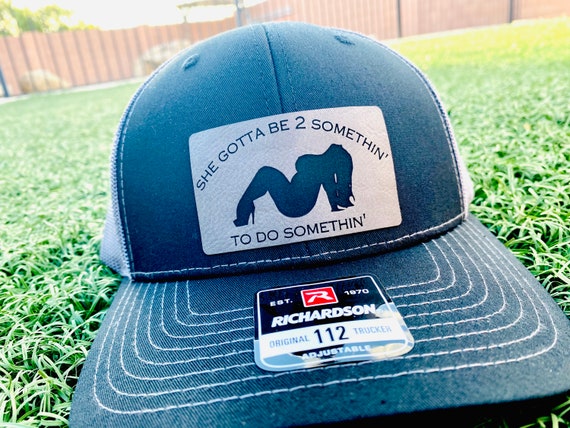 SHE GOTTA BE 2 SOMETHIN'
TO DO SOMETHIN'
EST. R 1970
RICHARDSON
ORIGINAL 112 TRUCKER
ADJUSTABLE